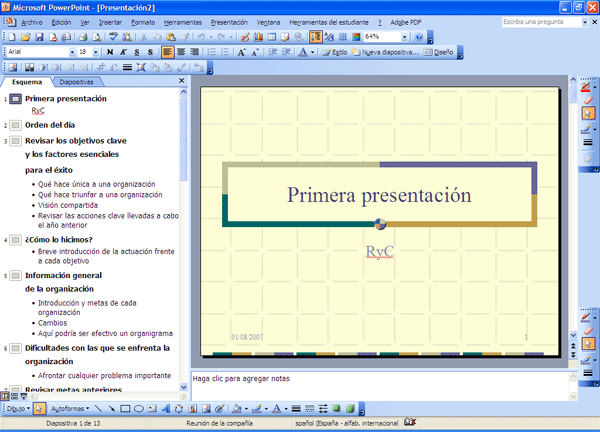 Microsoft PowerPoint - [Presentación2]
Archivo Edición Ver Insertar Formato Herramientas Presentación Ventana Herramientas del estudiante ? Adobe PDF
Escriba una pregunta
64%
Arial 18 N K S S Estilo Nueva diapositiva... Diseño
Esquema Diapositivas
1 Primera presentación
RyC
2 Orden del día
3 Revisar los objetivos clave
y los factores esenciales
para el éxito
• Qué hace única a una organización
• Qué hace triunfar a una organización
• Visión compartida
• Revisar las acciones clave llevadas a cabo
el año anterior
4 ¿Cómo lo hicimos?
• Breve introducción de la actuación frente
a cada objetivo
5 Información general
de la organización
• Introducción y metas de cada
organización
• Cambios
• Aquí podría ser efectivo un organigrama
6 Dificultades con las que se enfrenta la
organización
• Afrontar cualquier problema importante
7 Revisar metas anteriores
Primera presentación
RyC
01/08/2007
1
Haga clic para agregar notas
Dibujo Autoformas
Diapositiva 1 de 13 Reunión de la compañía spañol (España - alfab. internacional